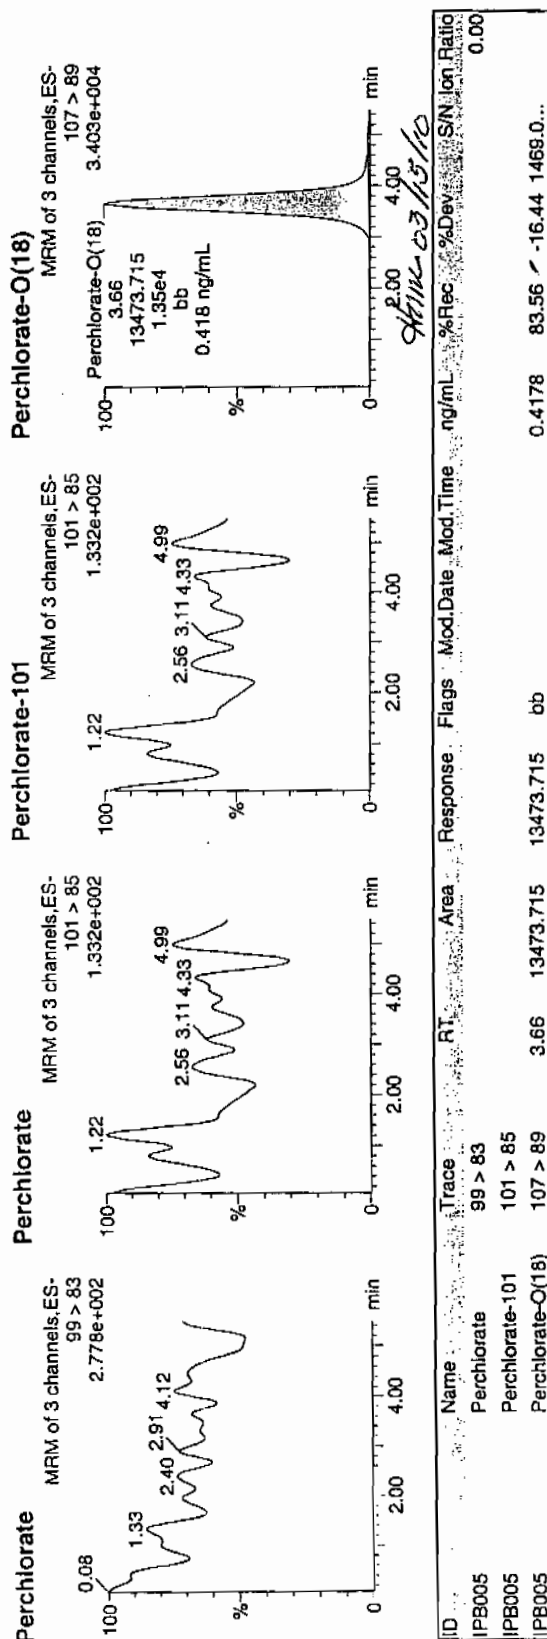 Perchlorate
MRM of 3 channels,ES-
99 > 83
2.778e+002
100
0.08
1.33
2.40
2.91
4.12
%
0
2.00
4.00
min
Perchlorate
MRM of 3 channels,ES-
101 > 85
1.332e+002
100
1.22
2.56
3.11
4.33
4.99
%
0
2.00
4.00
min
Perchlorate-101
MRM of 3 channels,ES-
101 > 85
1.332e+002
100
1.22
2.56
3.11
4.33
4.99
%
0
2.00
4.00
min
Perchlorate-O(18)
MRM of 3 channels,ES-
107 > 89
3.403e+004
100
Perchlorate-O(18)
3.66
13473.715
1.35e4
bb
0.418 ng/mL
%
0
2.00
4.00
min
03/15/10
ID Name Trace RT Area Response Flags Mod.Date Mod.Time ng/mL %Rec %Dev S/N Ion Ratio
IPB005 Perchlorate 99 > 83 0.00
IPB005 Perchlorate-101 101 > 85
IPB005 Perchlorate-O(18) 107 > 89 3.66 13473.715 13473.715 bb 0.4178 83.56 -16.44 1469.0...